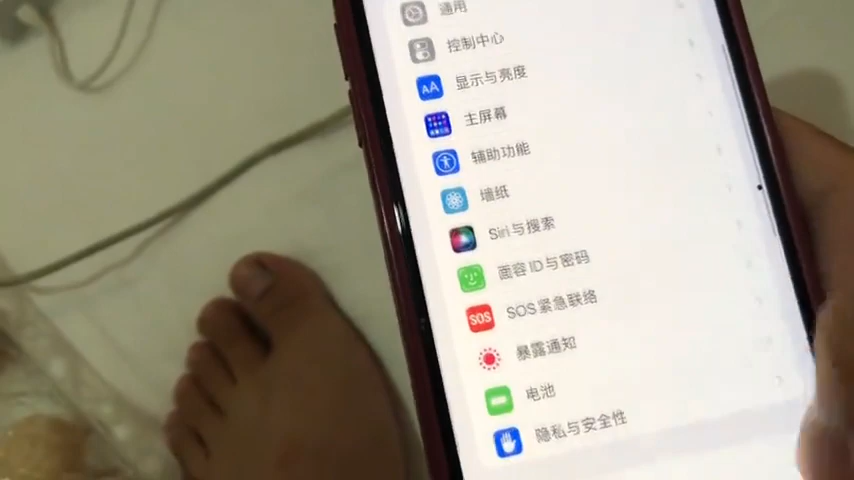 通用
控制中心
AA
显示与亮度
主屏幕
辅助功能
墙纸
Siri与搜索
面容ID与密码
SOS
SOS紧急联络
暴露通知
电池
隐私与安全性